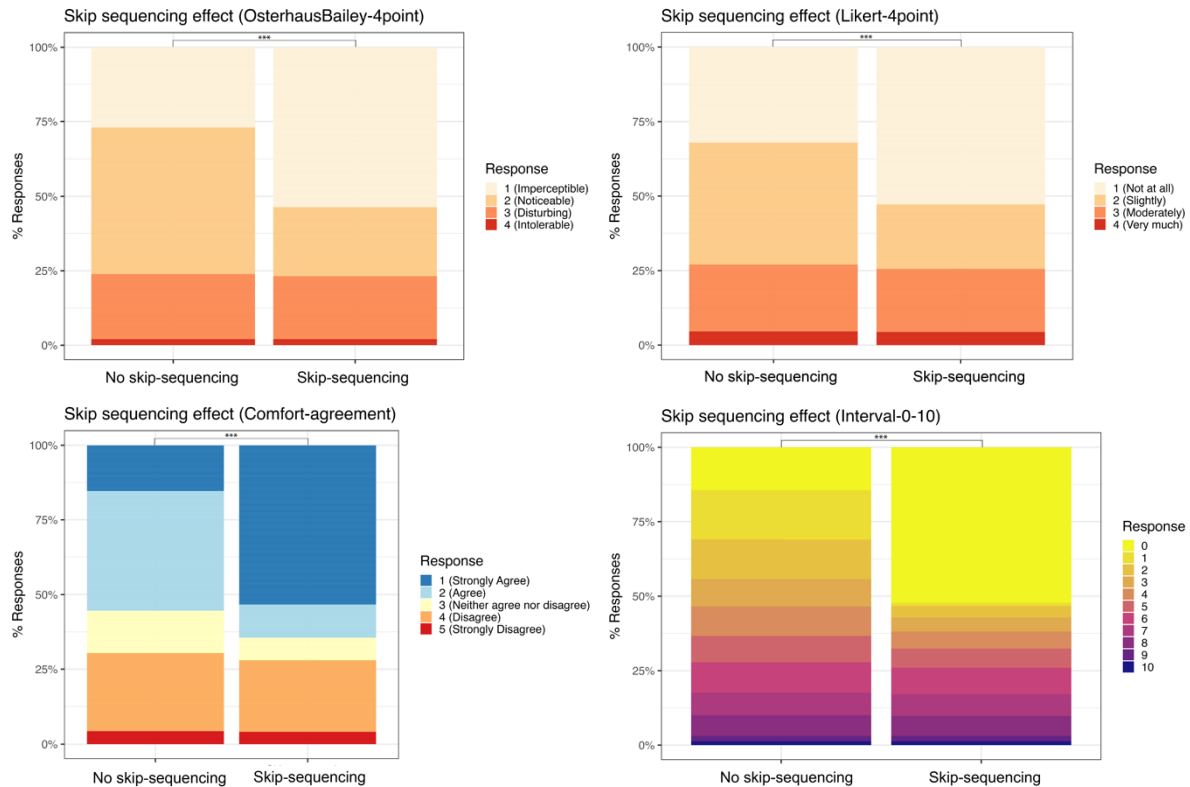 Skip sequencing effect (OsterhausBailey-4point)
***
100%
75%
50%
25%
0%
% Responses
No skip-sequencing
Skip-sequencing
Response
1 (Imperceptible)
2 (Noticeable)
3 (Disturbing)
4 (Intolerable)
Skip sequencing effect (Likert-4point)
***
100%
75%
50%
25%
0%
% Responses
No skip-sequencing
Skip-sequencing
Response
1 (Not at all)
2 (Slightly)
3 (Moderately)
4 (Very much)
Skip sequencing effect (Comfort-agreement)
***
100%
75%
50%
25%
0%
% Responses
No skip-sequencing
Skip-sequencing
Response
1 (Strongly Agree)
2 (Agree)
3 (Neither agree nor disagree)
4 (Disagree)
5 (Strongly Disagree)
Skip sequencing effect (Interval-0-10)
***
100%
75%
50%
25%
0%
% Responses
No skip-sequencing
Skip-sequencing
Response
0
1
2
3
4
5
6
7
8
9
10